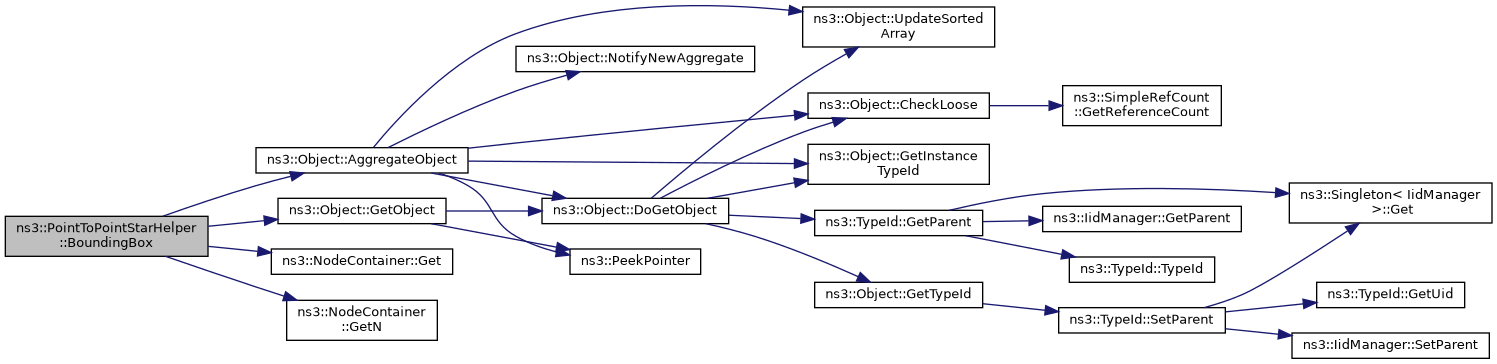 ns3::Object::UpdateSorted
Array
ns3::Object::NotifyNewAggregate
ns3::Object::CheckLoose
ns3::SimpleRefCount
::GetReferenceCount
ns3::Object::AggregateObject
ns3::Object::GetInstance
TypeId
ns3::PointToPointStarHelper
::BoundingBox
ns3::Object::GetObject
ns3::Object::DoGetObject
ns3::TypeId::GetParent
ns3::IidManager::GetParent
ns3::Singleton< IidManager
>::Get
ns3::NodeContainer::Get
ns3::PeekPointer
ns3::TypeId::TypeId
ns3::NodeContainer
::GetN
ns3::Object::GetTypeId
ns3::TypeId::SetParent
ns3::TypeId::GetUid
ns3::IidManager::SetParent